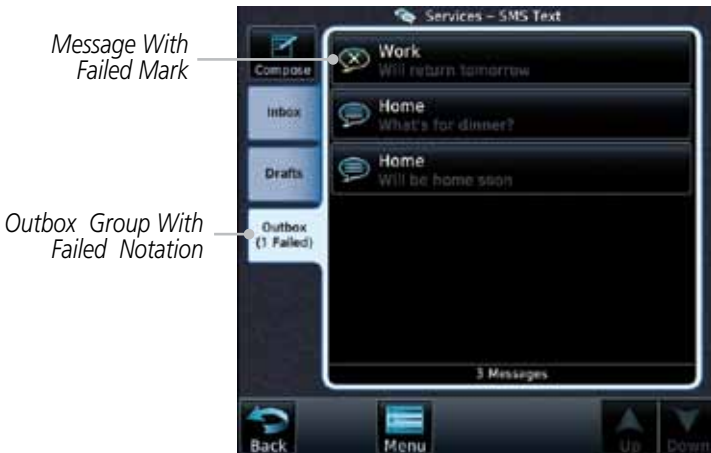 Services – SMS Text
Message With
Failed Mark
Compose
Work
Will return tomorrow
Inbox
Home
What's for dinner?
Drafts
Home
Will be home soon
Outbox Group With
Failed Notation
Outbox
(1 Failed)
3 Messages
Back
Menu
Up
Down